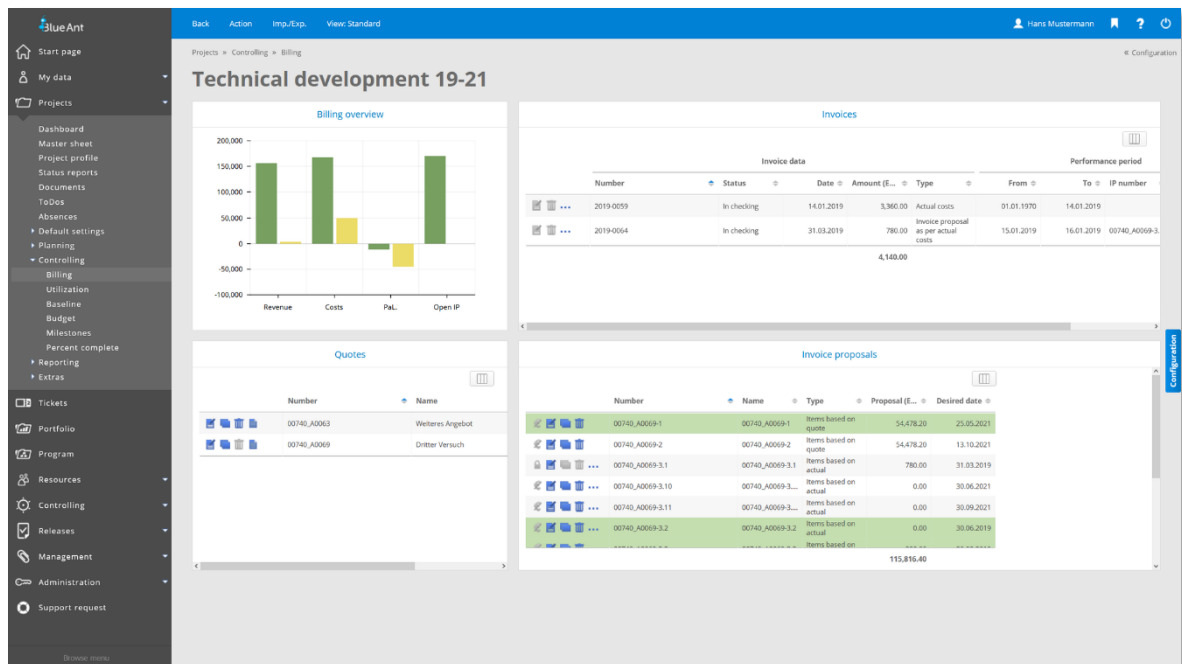 BlueAnt
Back Action Imp./Exp. View: Standard Hans Mustermann ?
Start page
My data
Projects
Dashboard
Master sheet
Project profile
Status reports
Documents
ToDos
Absences
Default settings
Planning
Controlling
Billing
Utilization
Baseline
Budget
Milestones
Percent complete
Reporting
Extras
Tickets
Portfolio
Program
Resources
Controlling
Releases
Management
Administration
Support request
Browse menu
Projects » Controlling » Billing « Configuration
Technical development 19-21
Billing overview
200,000
150,000
100,000
50,000
0
-50,000
-100,000
Revenue Costs PaL. Open IP
Invoices
Invoice data Performance period
Number Status Date Amount (E... Type From To IP number
2019-0059 In checking 14.01.2019 3,360.00 Actual costs 01.01.1970 14.01.2019
2019-0064 In checking 31.03.2019 780.00 Invoice proposal as per actual costs 15.01.2019 16.01.2019 00740_A0069-3.
4,140.00
Configuration
Quotes
Number Name
00740_A0063 Weiteres Angebot
00740_A0069 Dritter Versuch
Invoice proposals
Number Name Type Proposal (E... Desired date
00740_A0069-1 00740_A0069-1 Items based on quote 54,478.20 25.05.2021
00740_A0069-2 00740_A0069-2 Items based on quote 54,478.20 13.10.2021
00740_A0069-3.1 00740_A0069-3.1 Items based on actual 780.00 31.03.2019
00740_A0069-3.10 00740_A0069-3.... Items based on actual 0.00 30.06.2021
00740_A0069-3.11 00740_A0069-3.... Items based on actual 0.00 30.09.2021
00740_A0069-3.2 00740_A0069-3.2 Items based on actual 0.00 30.06.2019
Items based on
115,816.40